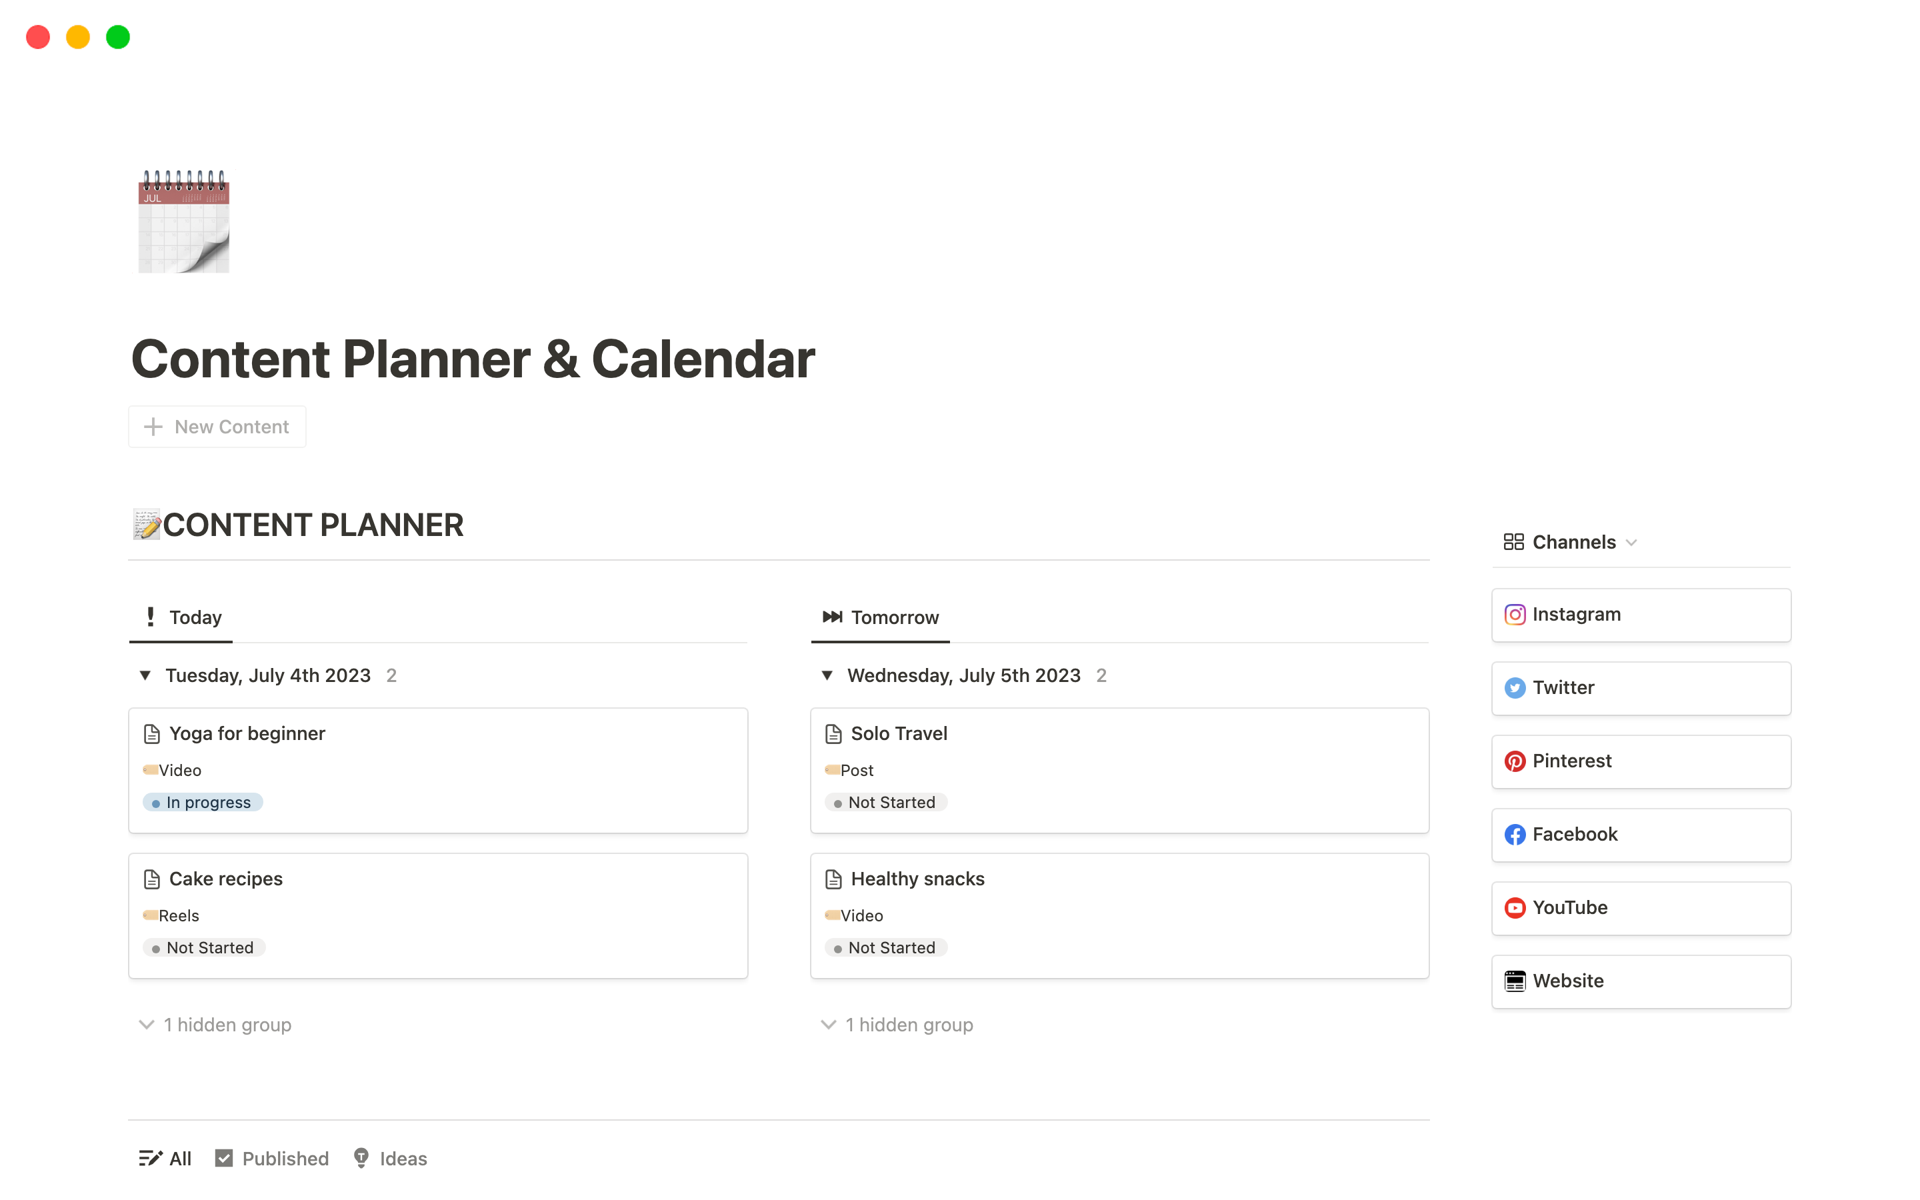 JUL
Content Planner & Calendar
New Content
CONTENT PLANNER
Today
Tuesday, July 4th 2023 2
Yoga for beginner
Video
In progress
Cake recipes
Reels
Not Started
1 hidden group
Tomorrow
Wednesday, July 5th 2023 2
Solo Travel
Post
Not Started
Healthy snacks
Video
Not Started
1 hidden group
Channels
Instagram
Twitter
Pinterest
Facebook
YouTube
Website
All Published Ideas